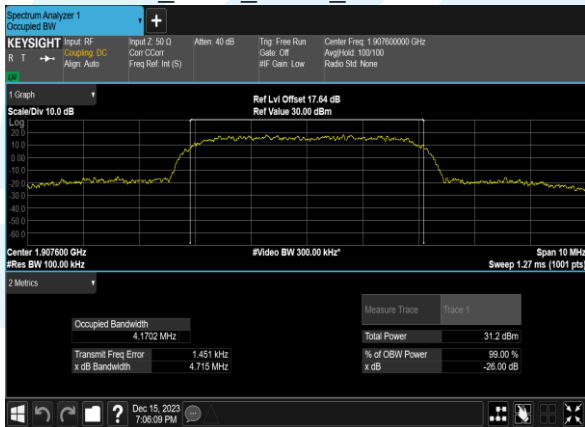 Spectrum Analyzer 1
Occupied BW
+
KEYSIGHT
R T
LXI
Input: RF
Coupling: DC
Align: Auto
Input Z: 50 Ω
Corr CCorr
Freq Ref: Int (S)
Atten: 40 dB
Trig: Free Run
Gate: Off
#IF Gain: Low
Center Freq: 1.907600000 GHz
Avg|Hold: 100/100
Radio Std: None
1 Graph
Scale/Div 10.0 dB
Ref Lvl Offset 17.64 dB
Ref Value 30.00 dBm
Log
20.0
10.0
0.00
-10.0
-20.0
-30.0
-40.0
-50.0
-60.0
Center 1.907600 GHz
#Res BW 100.00 kHz
#Video BW 300.00 kHz*
Span 10 MHz
Sweep 1.27 ms (1001 pts)
2 Metrics
Measure Trace
Trace 1
Occupied Bandwidth
4.1702 MHz
Total Power
31.2 dBm
Transmit Freq Error
1.451 kHz
% of OBW Power
99.00 %
x dB Bandwidth
4.715 MHz
x dB
-26.00 dB
?
Dec 15, 2023
7:06:09 PM